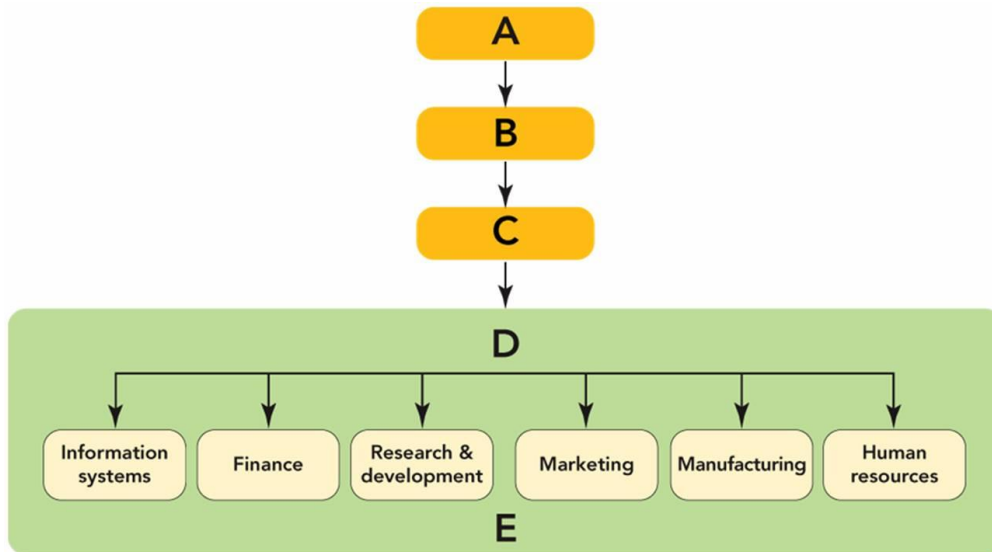 A
B
C
D
Information
systems
Finance
Research &
development
Marketing
Manufacturing
Human
resources
E